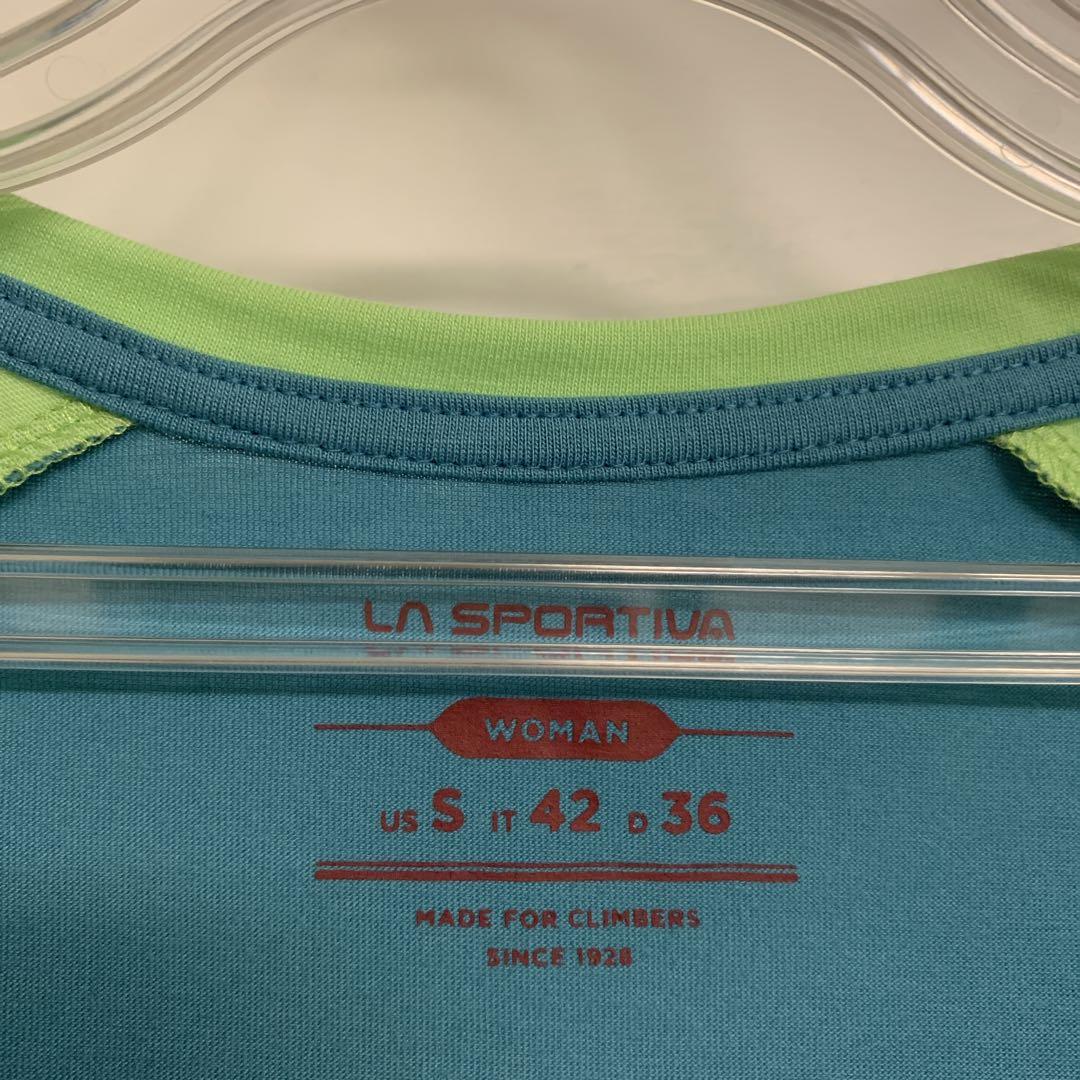 LA SPORTIVA
WOMAN
US S IT 42 D 36
MADE FOR CLIMBERS
SINCE 1928